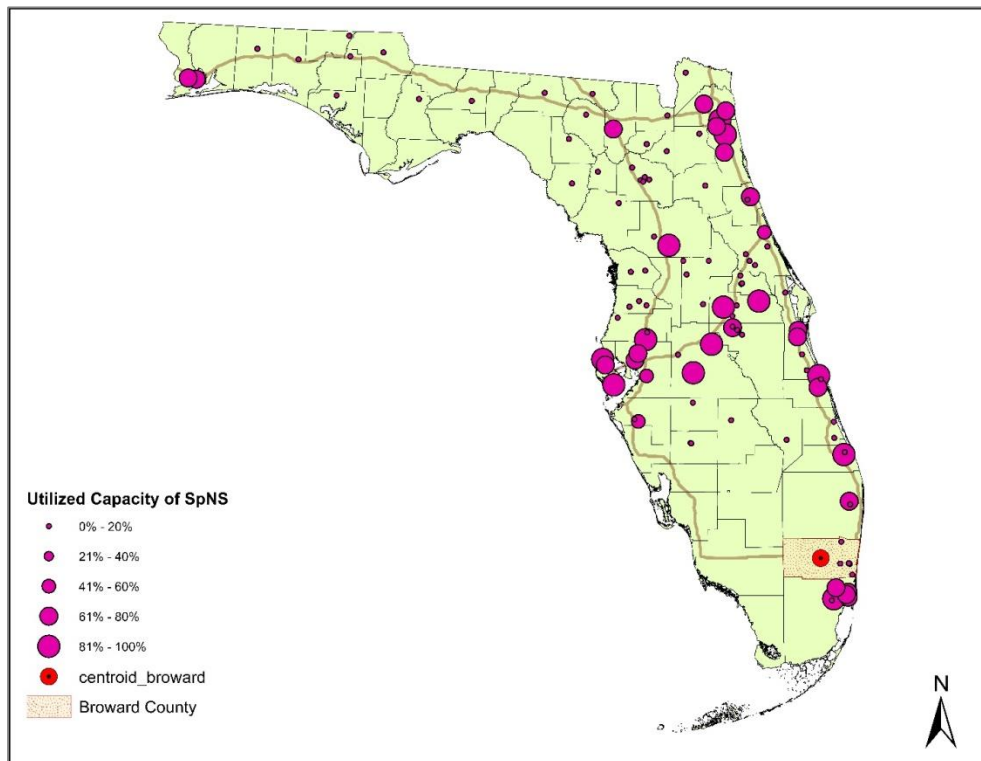 Utilized Capacity of SpNS
0% - 20%
21% - 40%
41% - 60%
61% - 80%
81% - 100%
centroid_broward
Broward County
N